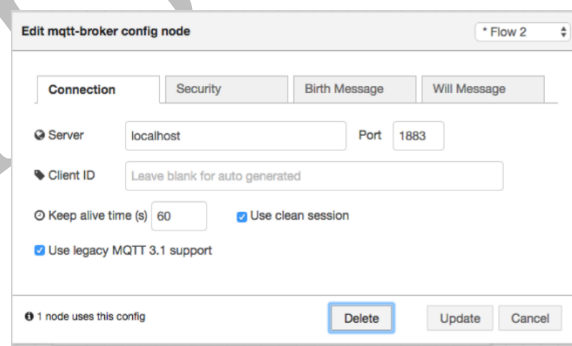 Edit mqtt-broker config node * Flow 2
Connection Security Birth Message Will Message
Server localhost Port 1883
Client ID Leave blank for auto generated
Keep alive time (s) 60 Use clean session
Use legacy MQTT 3.1 support
1 node uses this config Delete Update Cancel